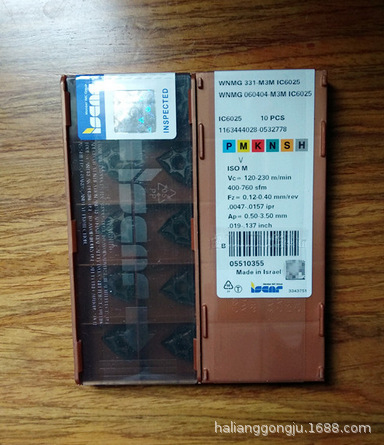 WNMG 331-M3M IC6025
WNMG 060404-M3M IC6025
IC6025 10 PCS
1163444028-0532778
P M K N S H
ISO M
Vc= 120-230 m/min
400-760 sfm
Fz= 0.12-0.40 mm/rev
.0047-.0157 ipr
Ap= 0.50-3.50 mm
.019-.137 inch
05510355
Made in Israel
iscar
iscar
INSPECTED
halianggongju.1688.com